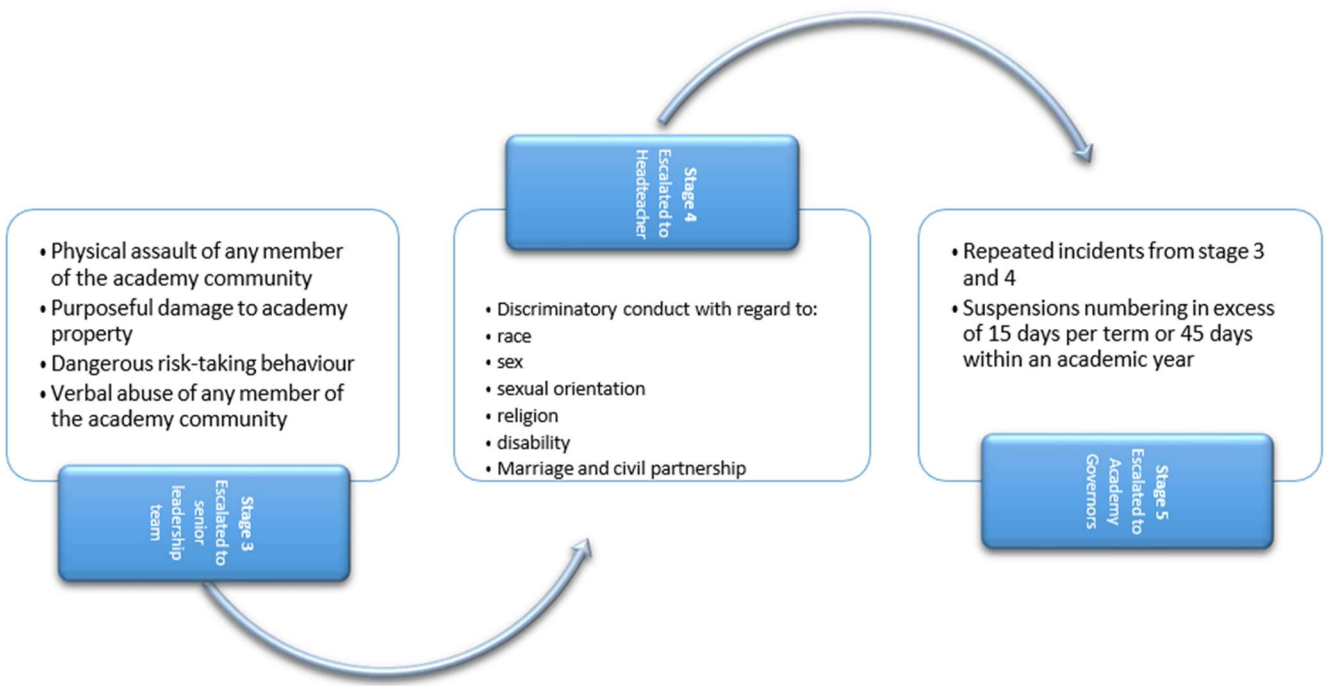 • Physical assault of any member
of the academy community
• Purposeful damage to academy
property
• Dangerous risk-taking behaviour
• Verbal abuse of any member of
the academy community
Stage 3
Escalated to
senior
leadership
team
Stage 4
Escalated to
Headteacher
• Discriminatory conduct with regard to:
• race
• sex
• sexual orientation
• religion
• disability
• Marriage and civil partnership
• Repeated incidents from stage 3
and 4
• Suspensions numbering in excess
of 15 days per term or 45 days
within an academic year
Stage 5
Escalated to
Academy
Governors